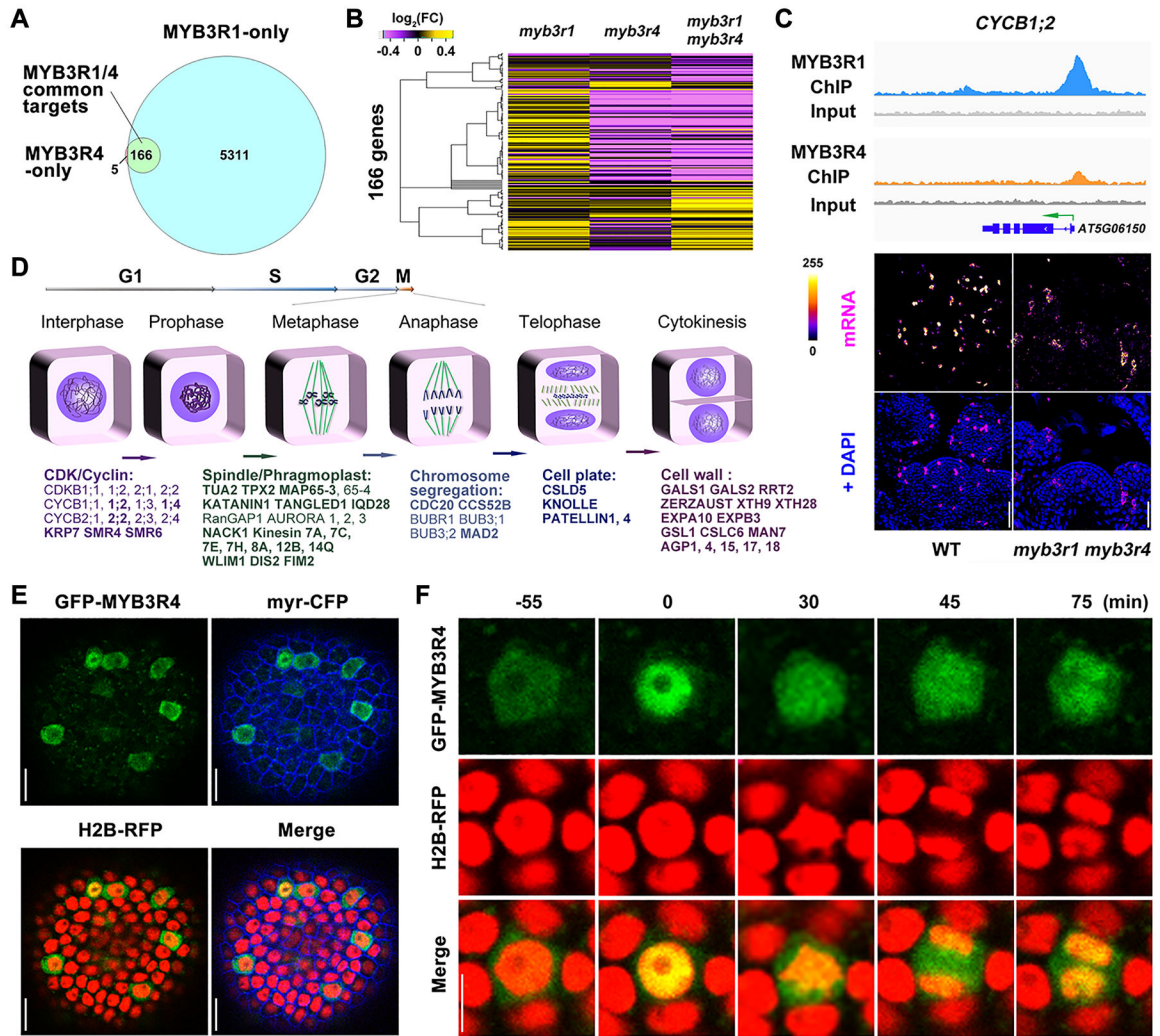 A
MYB3R1-only
MYB3R1/4
common
targets
MYB3R4
-only
5
166
5311
B
log2(FC)
-0.4 0 0.4
myb3r1
myb3r4
myb3r1
myb3r4
166 genes
C
CYCB1;2
MYB3R1
ChIP
Input
MYB3R4
ChIP
Input
AT5G06150
255
0
mRNA
+ DAPI
WT
myb3r1 myb3r4
D
G1 S G2 M
Interphase Prophase Metaphase Anaphase Telophase Cytokinesis
CDK/Cyclin:
CDKB1;1, 1;2, 2;1, 2;2
CYCB1;1, 1;2, 1;3, 1;4
CYCB2;1, 2;2, 2;3, 2;4
KRP7 SMR4 SMR6
Spindle/Phragmoplast:
TUA2 TPX2 MAP65-3, 65-4
KATANIN1 TANGLED1 IQD28
RanGAP1 AURORA 1, 2, 3
NACK1 Kinesin 7A, 7C,
7E, 7H, 8A, 12B, 14Q
WLIM1 DIS2 FIM2
Chromosome
segregation:
CDC20 CCS52B
BUBR1 BUB3;1
BUB3;2 MAD2
Cell plate:
CSLD5
KNOLLE
PATELLIN1, 4
Cell wall :
GALS1 GALS2 RRT2
ZERZAUST XTH9 XTH28
EXPA10 EXPB3
GSL1 CSLC6 MAN7
AGP1, 4, 15, 17, 18
E
GFP-MYB3R4
myr-CFP
H2B-RFP
Merge
F
-55 0 30 45 75 (min)
GFP-MYB3R4
H2B-RFP
Merge